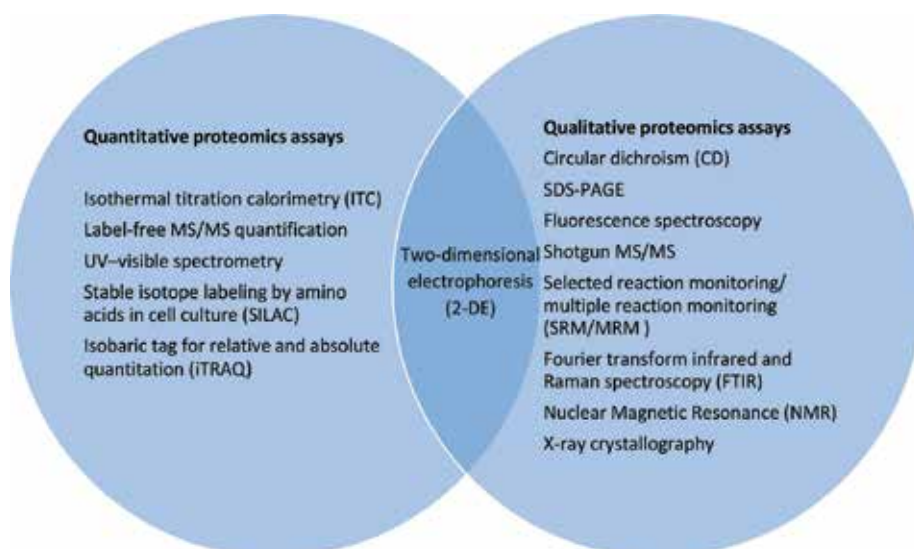 Quantitative proteomics assays
Isothermal titration calorimetry (ITC)
Label-free MS/MS quantification
UV–visible spectrometry
Stable isotope labeling by amino
acids in cell culture (SILAC)
Isobaric tag for relative and absolute
quantitation (iTRAQ)
Two-dimensional
electrophoresis
(2-DE)
Qualitative proteomics assays
Circular dichroism (CD)
SDS-PAGE
Fluorescence spectroscopy
Shotgun MS/MS
Selected reaction monitoring/
multiple reaction monitoring
(SRM/MRM )
Fourier transform infrared and
Raman spectroscopy (FTIR)
Nuclear Magnetic Resonance (NMR)
X-ray crystallography